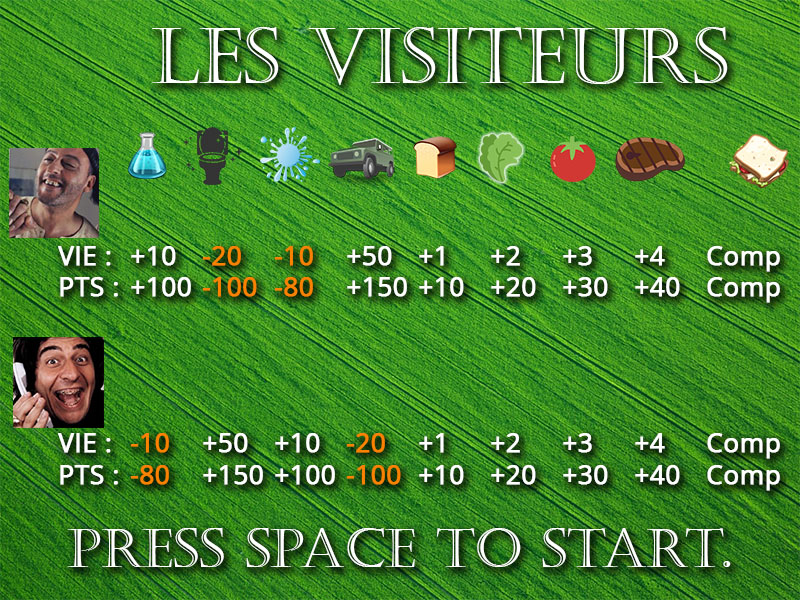 LES VISITEURS
VIE : +10 -20 -10 +50 +1 +2 +3 +4 Comp
PTS : +100 -100 -80 +150 +10 +20 +30 +40 Comp
VIE : -10 +50 +10 -20 +1 +2 +3 +4 Comp
PTS : -80 +150 +100 -100 +10 +20 +30 +40 Comp
PRESS SPACE TO START.